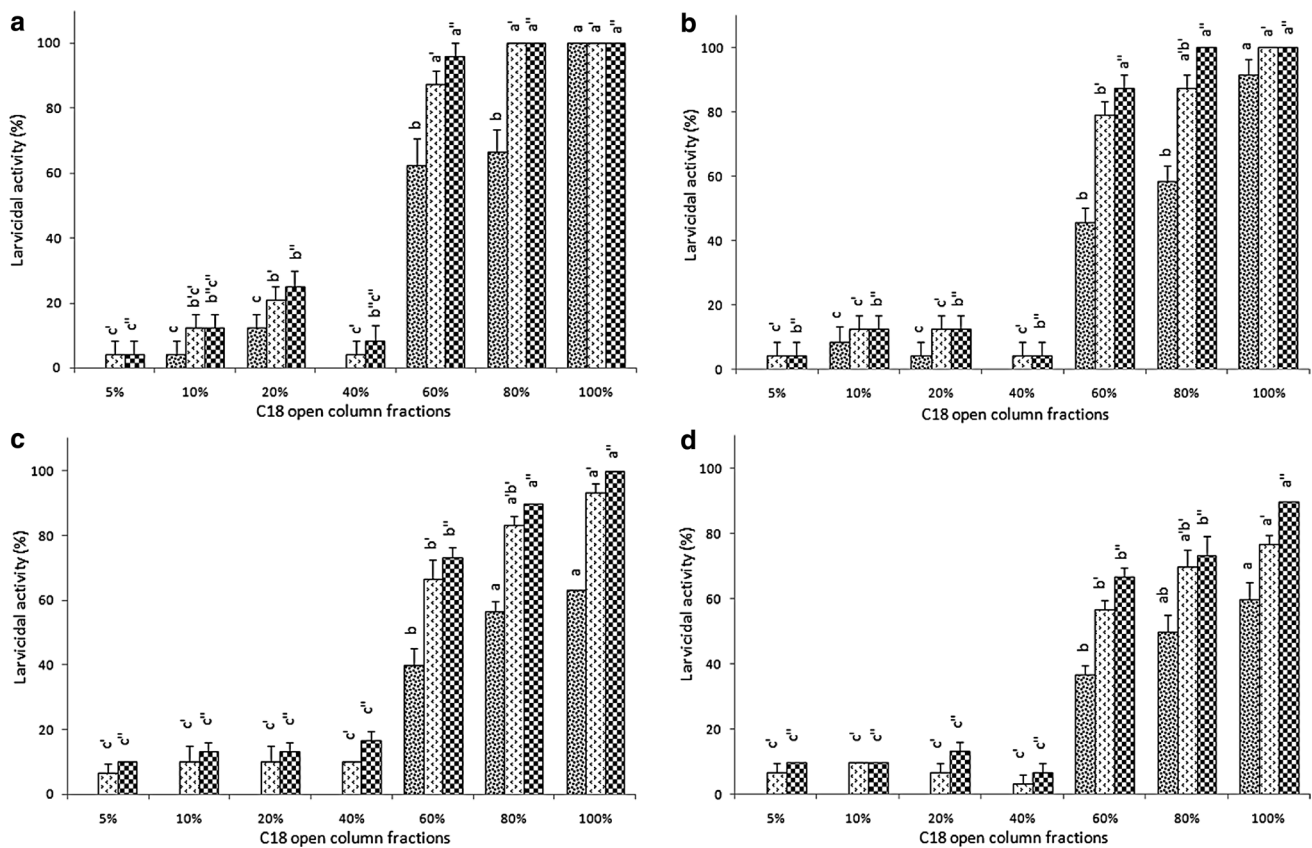 a
Larvicidal activity (%)
100
80
60
40
20
0
c' c"
c b'c' b"c"
c b' b"
c' b"c"
b a' a"
b a' a"
a a' a"
5% 10% 20% 40% 60% 80% 100%
C18 open column fractions
b
Larvicidal activity (%)
100
80
60
40
20
0
c' b"
c c' b"
c c' b"
c' b"
b b' a"
b a'b' a"
a a' a"
5% 10% 20% 40% 60% 80% 100%
C18 open column fractions
c
Larvicidal activity (%)
100
80
60
40
20
0
c' c"
c' c"
c' c"
c' c"
b b' b"
a a'b' a"
a a' a"
5% 10% 20% 40% 60% 80% 100%
C18 open column fractions
d
Larvicidal activity (%)
100
80
60
40
20
0
c' c"
c' c"
c' c"
c' c"
b b' b"
ab a'b' b"
a a' a"
5% 10% 20% 40% 60% 80% 100%
C18 open column fractions